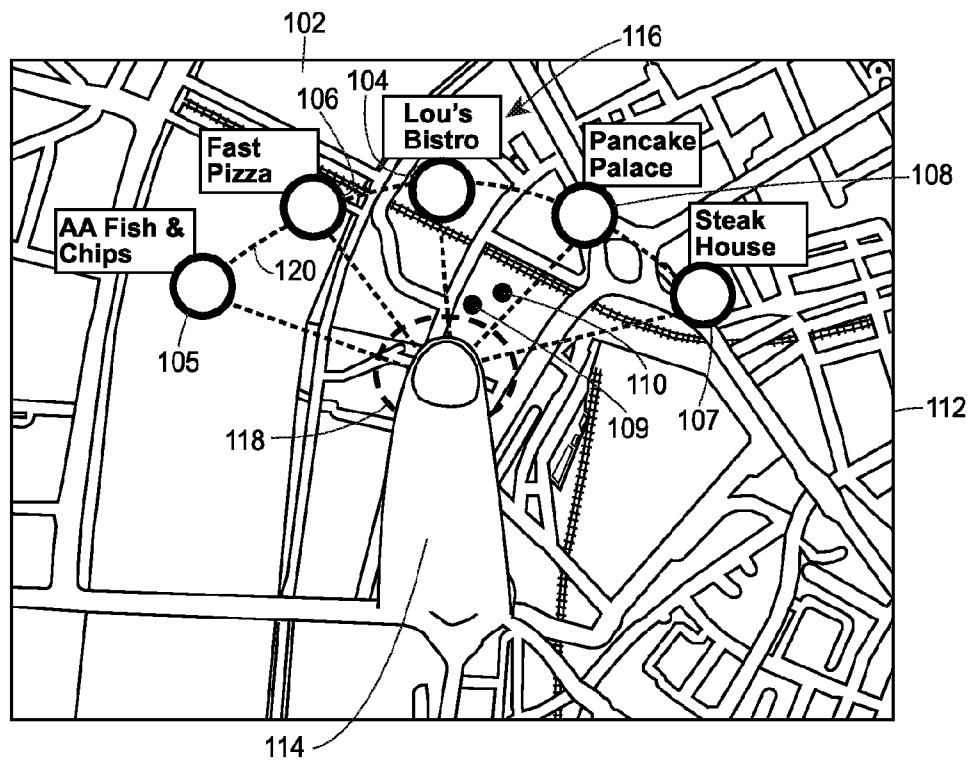 102
116
104
106
Lou's
Bistro
Fast
Pizza
Pancake
Palace
108
AA Fish &
Chips
Steak
House
120
105
110
107
109
112
118
114